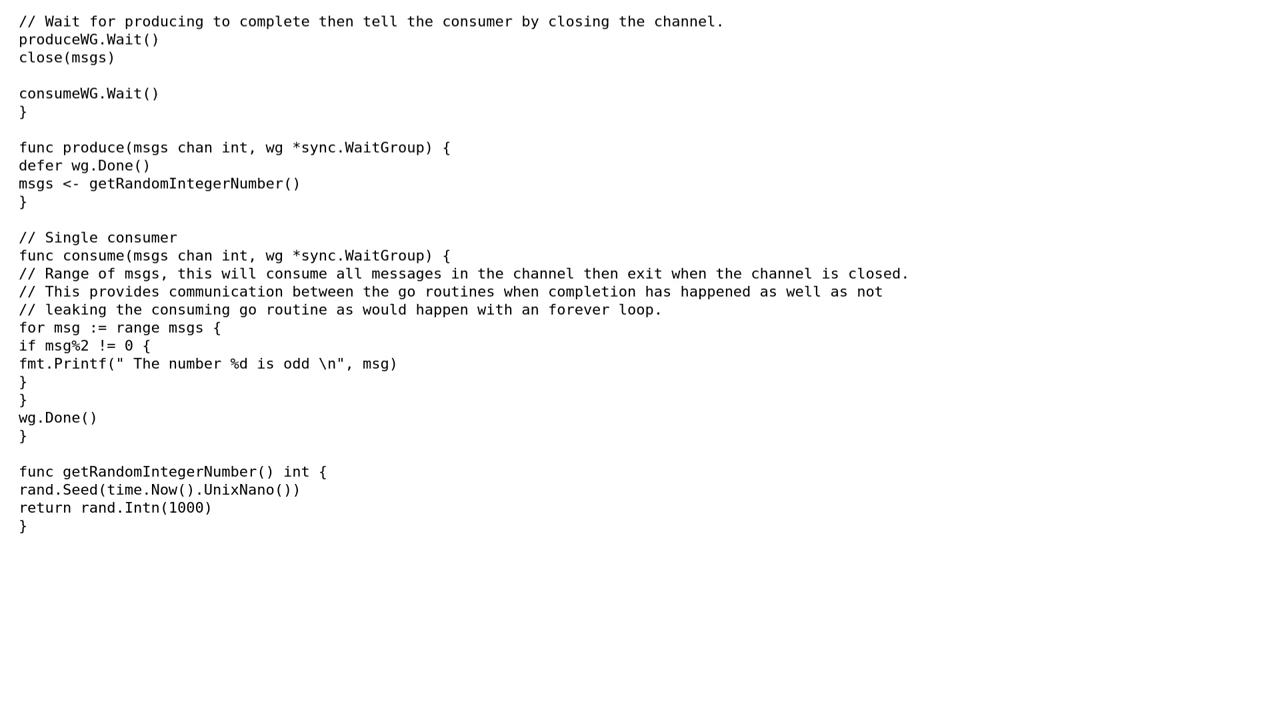 // Wait for producing to complete then tell the consumer by closing the channel.
produceWG.Wait()
close(msgs)

consumeWG.Wait()
}

func produce(msgs chan int, wg *sync.WaitGroup) {
defer wg.Done()
msgs <- getRandomIntegerNumber()
}

// Single consumer
func consume(msgs chan int, wg *sync.WaitGroup) {
// Range of msgs, this will consume all messages in the channel then exit when the channel is closed.
// This provides communication between the go routines when completion has happened as well as not
// leaking the consuming go routine as would happen with an forever loop.
for msg := range msgs {
if msg%2 != 0 {
fmt.Printf(" The number %d is odd \n", msg)
}
}
wg.Done()
}

func getRandomIntegerNumber() int {
rand.Seed(time.Now().UnixNano())
return rand.Intn(1000)
}